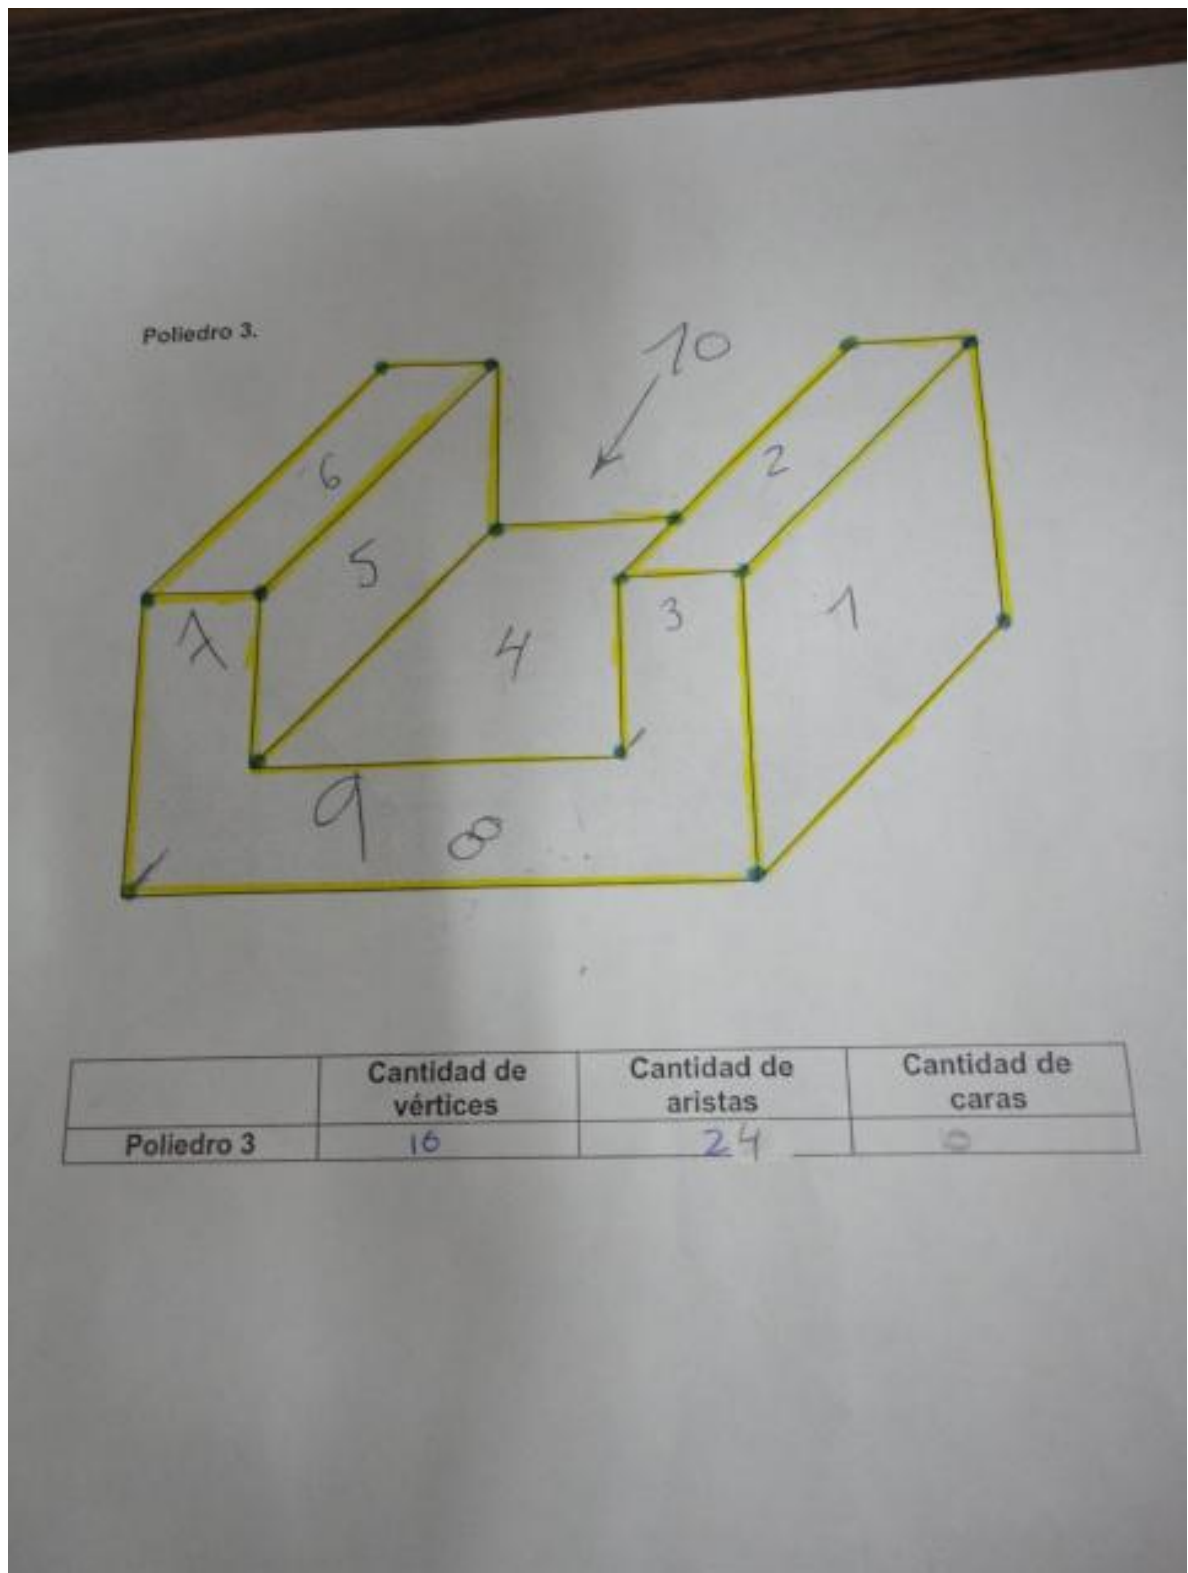 Poliedro 3.
10
6
2
5
7
4
3
1
9
8
Cantidad de vértices
Cantidad de aristas
Cantidad de caras
Poliedro 3
16
24